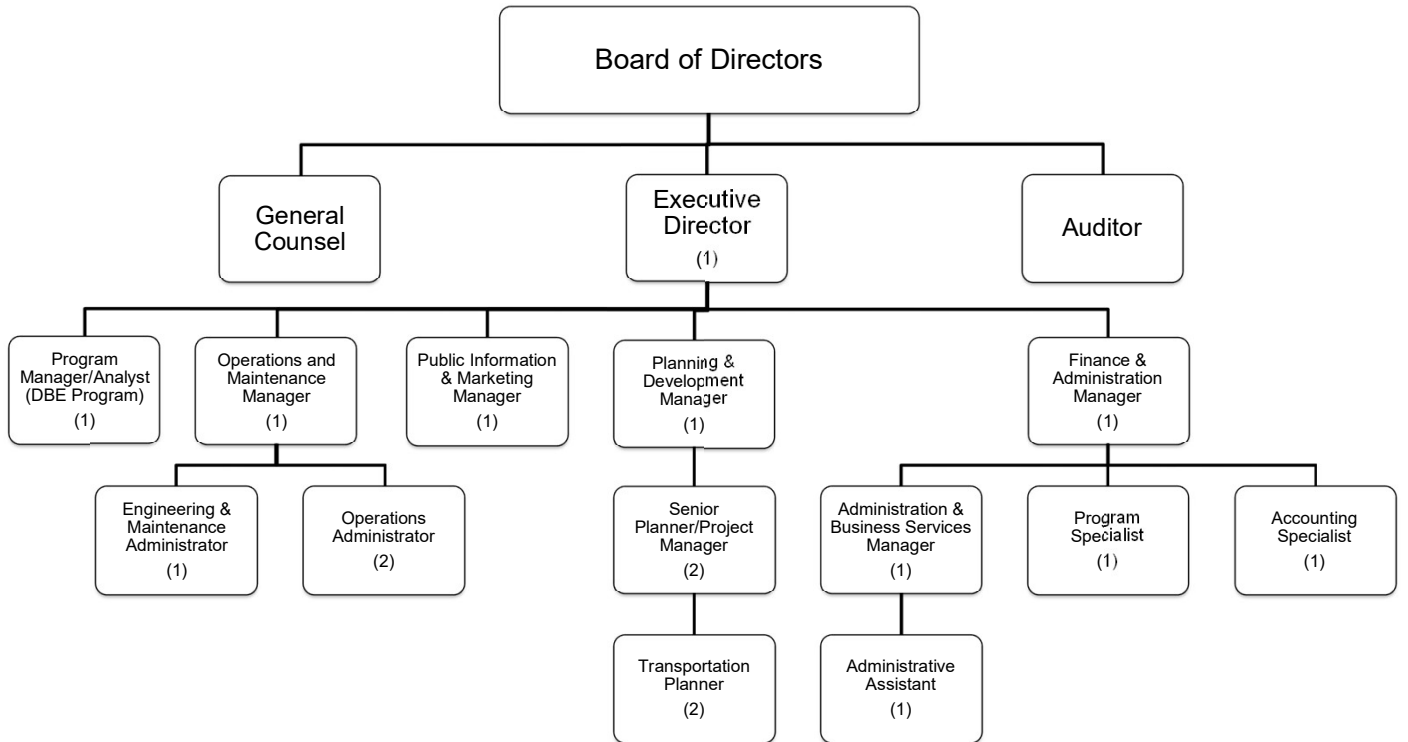 Board of Directors
General
Counsel
Executive
Director
(1)
Auditor
Program
Manager/Analyst
(DBE Program)
(1)
Operations and
Maintenance
Manager
(1)
Public Information
& Marketing
Manager
(1)
Planning &
Development
Manager
(1)
Finance &
Administration
Manager
(1)
Engineering &
Maintenance
Administrator
(1)
Operations
Administrator
(2)
Senior
Planner/Project
Manager
(2)
Administration &
Business Services
Manager
(1)
Program
Specialist
(1)
Accounting
Specialist
(1)
Transportation
Planner
(2)
Administrative
Assistant
(1)